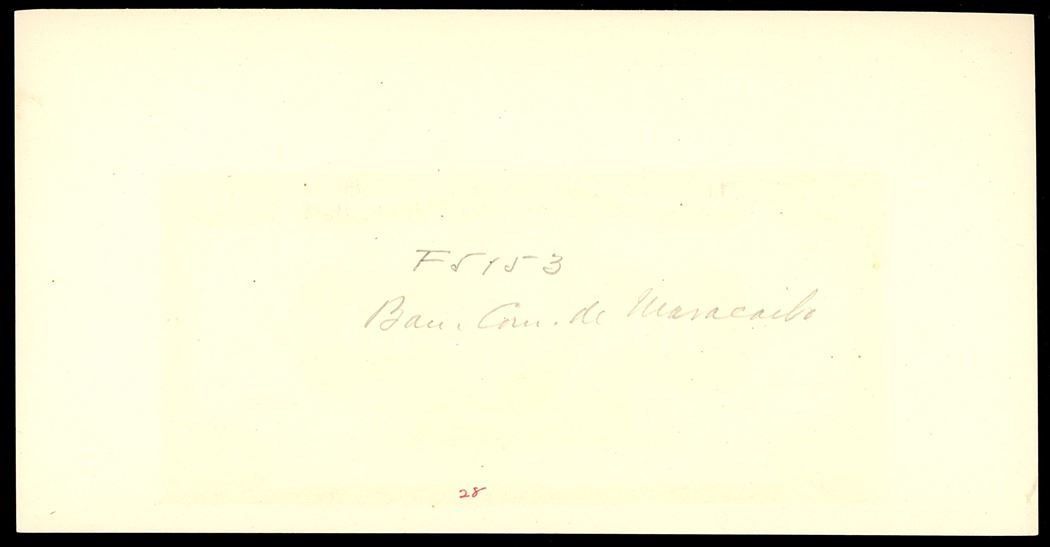 F5153
Ban. Com. de Maracaibo
28